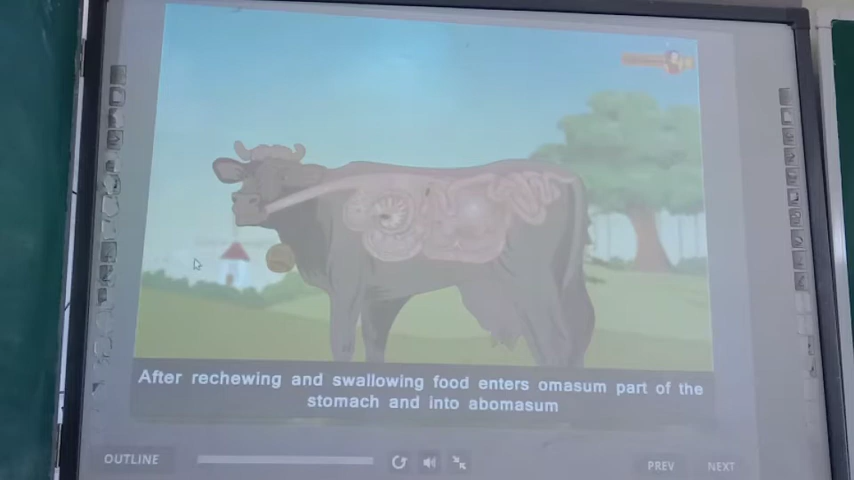 After rechewing and swallowing food enters omasum part of the
stomach and into abomasum
OUTLINE
PREV
NEXT